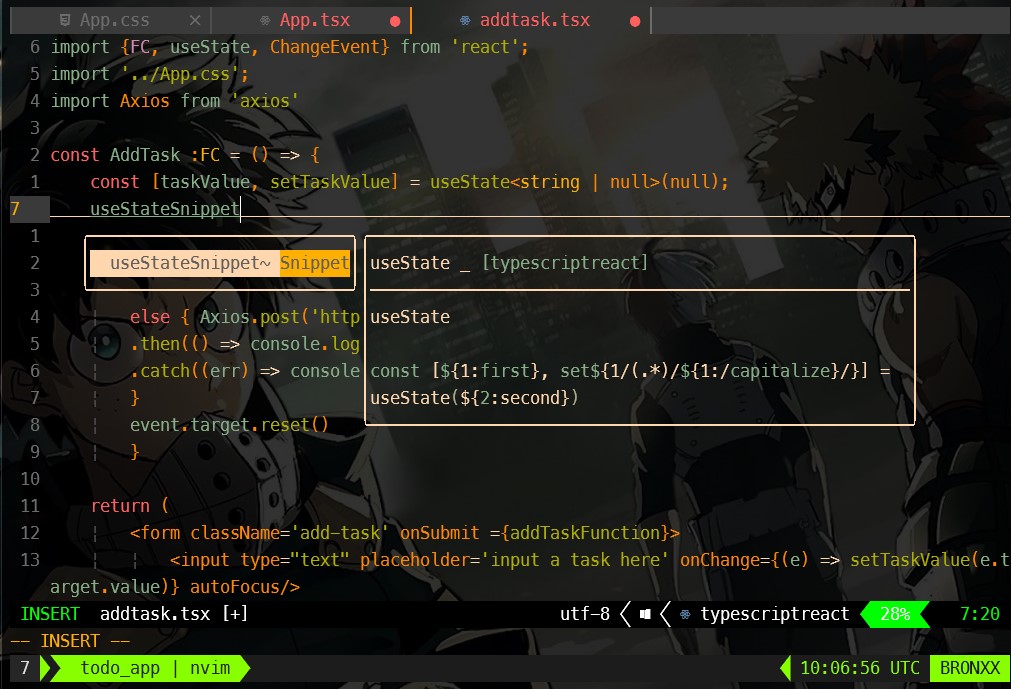 App.css × App.tsx ● addtask.tsx ●
6 import {FC, useState, ChangeEvent} from 'react';
5 import '../App.css';
4 import Axios from 'axios'
3
2 const AddTask :FC = () => {
1 const [taskValue, setTaskValue] = useState<string | null>(null);
7 useStateSnippet
1
2 useStateSnippet~ Snippet useState _ [typescriptreact]
3
4 else { Axios.post('http useState
5 .then(() => console.log
6 .catch((err) => console const [${1:first}, set${1/(.*)/${1:/capitalize}/}] =
7 } useState(${2:second})
8 event.target.reset()
9 }
10
11 return (
12 <form className='add-task' onSubmit ={addTaskFunction}>
13 <input type="text" placeholder='input a task here' onChange={(e) => setTaskValue(e.t
arget.value)} autoFocus/>
INSERT addtask.tsx [+] utf-8 typescriptreact 28% 7:20
-- INSERT --
7 todo_app | nvim 10:06:56 UTC BRONXX